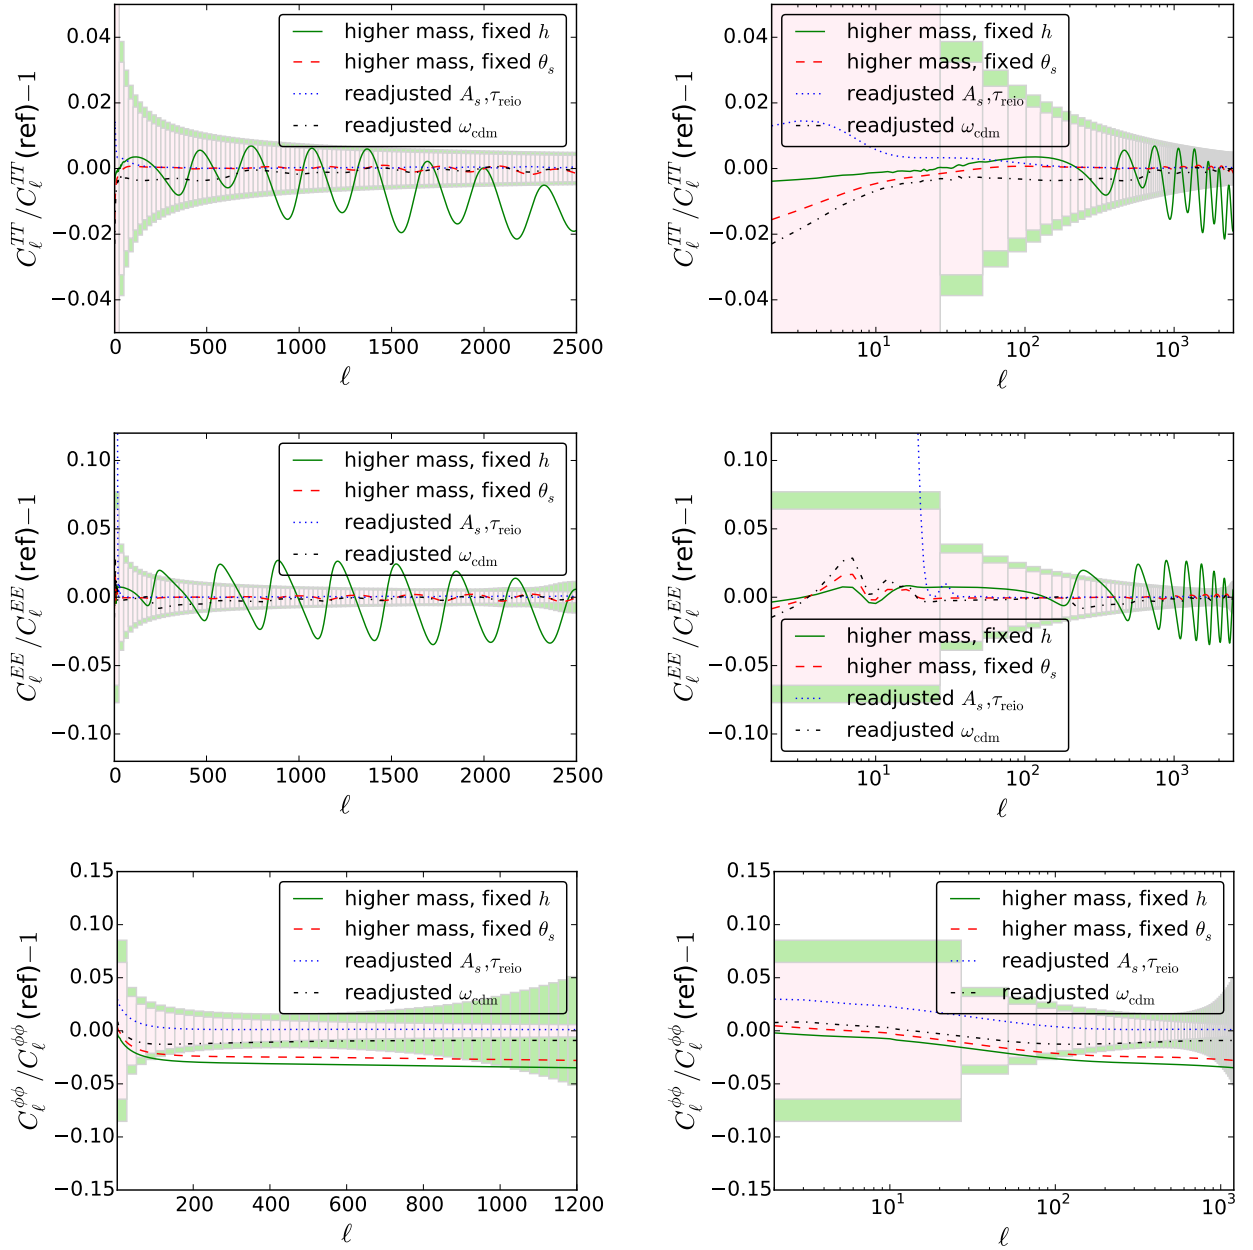 0.04
0.02
0.00
−0.02
−0.04
C_ℓ^{TT}/C_ℓ^{TT}(ref)−1
higher mass, fixed h
higher mass, fixed θ_s
readjusted A_s,τ_reio
readjusted ω_cdm
0 500 1000 1500 2000 2500
ℓ
0.04
0.02
0.00
−0.02
−0.04
C_ℓ^{TT}/C_ℓ^{TT}(ref)−1
higher mass, fixed h
higher mass, fixed θ_s
readjusted A_s,τ_reio
readjusted ω_cdm
10^1 10^2 10^3
ℓ
0.10
0.05
0.00
−0.05
−0.10
C_ℓ^{EE}/C_ℓ^{EE}(ref)−1
higher mass, fixed h
higher mass, fixed θ_s
readjusted A_s,τ_reio
readjusted ω_cdm
0 500 1000 1500 2000 2500
ℓ
0.10
0.05
0.00
−0.05
−0.10
C_ℓ^{EE}/C_ℓ^{EE}(ref)−1
higher mass, fixed h
higher mass, fixed θ_s
readjusted A_s,τ_reio
readjusted ω_cdm
10^1 10^2 10^3
ℓ
0.15
0.10
0.05
0.00
−0.05
−0.10
−0.15
C_ℓ^{ϕϕ}/C_ℓ^{ϕϕ}(ref)−1
higher mass, fixed h
higher mass, fixed θ_s
readjusted A_s,τ_reio
readjusted ω_cdm
200 400 600 800 1000 1200
ℓ
0.15
0.10
0.05
0.00
−0.05
−0.10
−0.15
C_ℓ^{ϕϕ}/C_ℓ^{ϕϕ}(ref)−1
higher mass, fixed h
higher mass, fixed θ_s
readjusted A_s,τ_reio
readjusted ω_cdm
10^1 10^2 10^3
ℓ